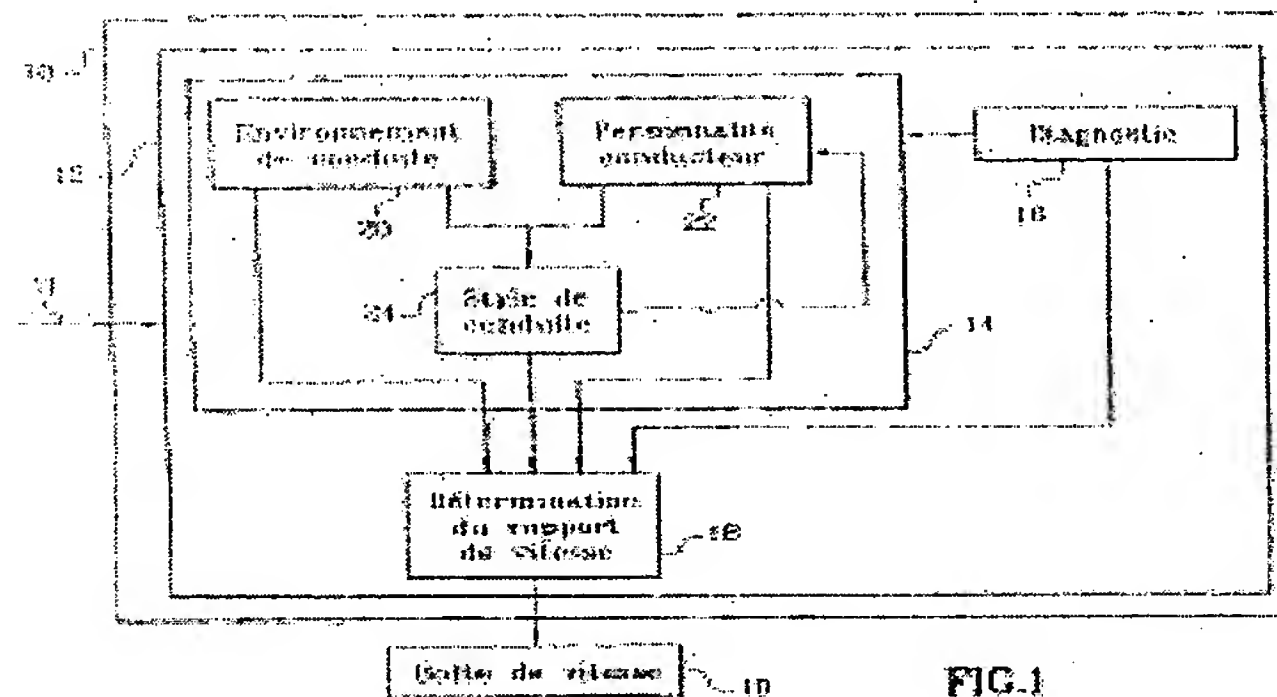 Environnement
de conduite
Personnalité
conducteur
Diagnostic
12
20
22
16
24
Style de
conduite
14
Détermination
du rapport
de vitesse
18
Boîte de vitesse
10
FIG.1